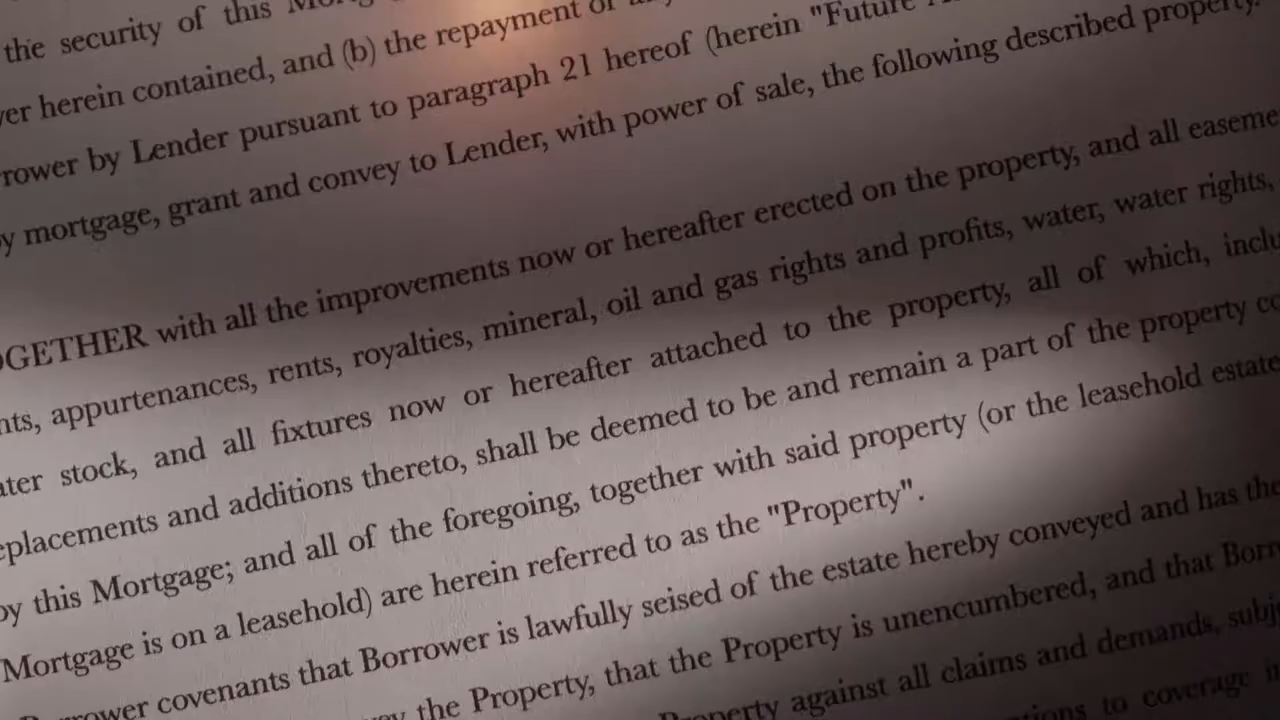 the security of this
er herein contained, and (b) the repayment of
rower by Lender pursuant to paragraph 21 hereof (herein "Future
y mortgage, grant and convey to Lender, with power of sale, the following described property.
OGETHER with all the improvements now or hereafter erected on the property, and all easeme
nts, appurtenances, rents, royalties, mineral, oil and gas rights and profits, water, water rights,
ater stock, and all fixtures now or hereafter attached to the property, all of which, inclu
eplacements and additions thereto, shall be deemed to be and remain a part of the property co
by this Mortgage; and all of the foregoing, together with said property (or the leasehold estate
Mortgage is on a leasehold) are herein referred to as the "Property".
rrower covenants that Borrower is lawfully seised of the estate hereby conveyed and has the
the Property, that the Property is unencumbered, and that Borr
Property against all claims and demands, subj
tions to coverage i